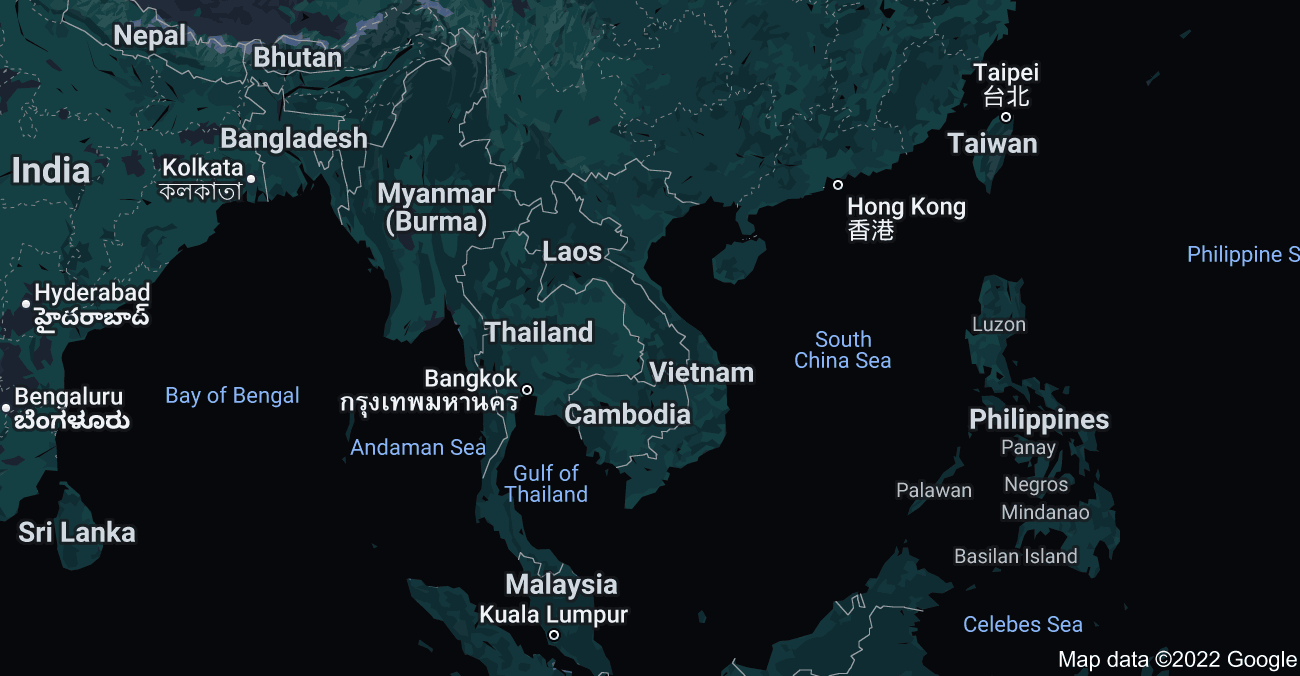 Nepal
Bhutan
Taipei
台北
Bangladesh
Taiwan
India
Kolkata
কলকাতা
Myanmar
(Burma)
Hong Kong
香港
Laos
Philippine S
Hyderabad
హైదరాబాద్
Luzon
Thailand
South
China Sea
Vietnam
Bangkok
กรุงเทพมหานคร
Bengaluru
ಬೆಂಗಳೂರು
Bay of Bengal
Cambodia
Philippines
Andaman Sea
Panay
Gulf of
Thailand
Palawan
Negros
Mindanao
Sri Lanka
Basilan Island
Malaysia
Kuala Lumpur
Celebes Sea
Map data ©2022 Google